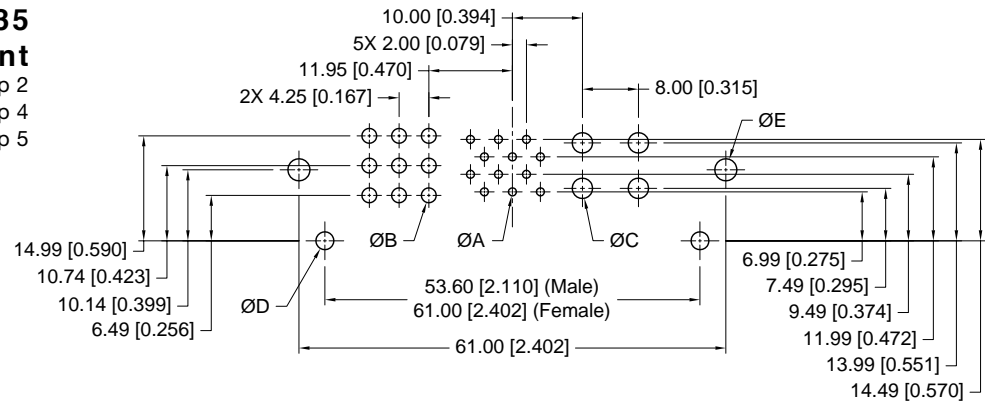 35
nt
p 2
p 4
p 5
10.00 [0.394]
5X 2.00 [0.079]
11.95 [0.470]
2X 4.25 [0.167]
8.00 [0.315]
ØE
ØB
ØA
ØC
ØD
14.99 [0.590]
10.74 [0.423]
10.14 [0.399]
6.49 [0.256]
53.60 [2.110] (Male)
61.00 [2.402] (Female)
61.00 [2.402]
6.99 [0.275]
7.49 [0.295]
9.49 [0.374]
11.99 [0.472]
13.99 [0.551]
14.49 [0.570]